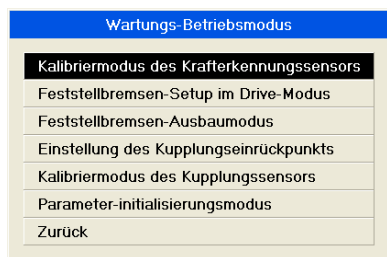 Wartungs-Betriebsmodus
Kalibriermodus des Krafterkennungssensors
Feststellbremsen-Setup im Drive-Modus
Feststellbremsen-Ausbaumodus
Einstellung des Kupplungseinrückpunkts
Kalibriermodus des Kupplungssensors
Parameter-initialisierungsmodus
Zurück